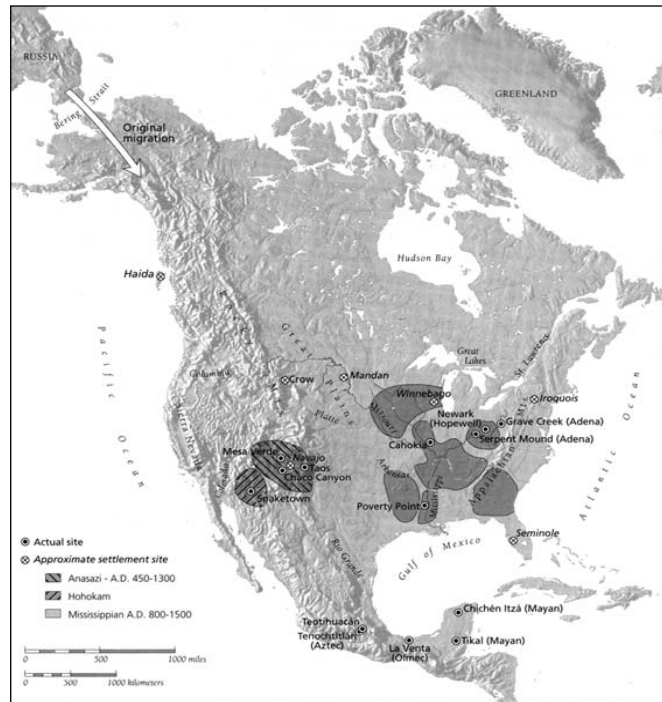 RUSSIA
GREENLAND
Bering Strait
Original
migration
Hudson Bay
Haida
Pacific
Ocean
Rocky
Mts
Great
Plains
Great
Lakes
St. Lawrence
Columbia
Crow
Mandan
Winnebago
Iroquois
Missouri
Platte
Newark
(Hopewell)
Grave Creek (Adena)
Serpent Mound (Adena)
Cahokia
Sierra Nevada
Mesa Verde
Navajo
Taos
Chaco Canyon
Colorado
Snaketown
Arkansas
Mississippi
Appalachian Mts
Atlantic Ocean
Poverty Point
Seminole
Gulf of Mexico
Rio Grande
Actual site
Approximate settlement site
Anasazi - A.D. 450-1300
Hohokam
Mississippian A.D. 800-1500
0 500 1000 miles
0 500 1000 kilometers
Teotihuacán
Tenochtitlán
(Aztec)
La Venta
(Olmec)
Chichén Itzá (Mayan)
Tikal (Mayan)